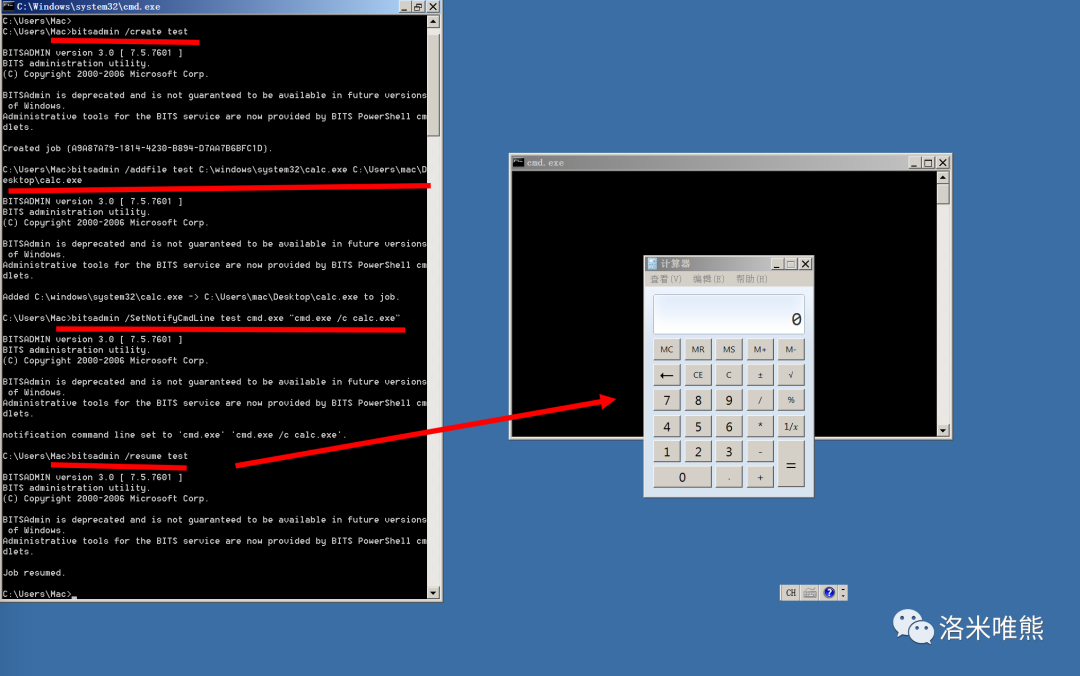 C:\Windows\system32\cmd.exe
C:\Users\Mac>
C:\Users\Mac>bitsadmin /create test
BITSADMIN version 3.0 [ 7.5.7601 ]
BITS administration utility.
(C) Copyright 2000-2006 Microsoft Corp.
BITSAdmin is deprecated and is not guaranteed to be available in future versions
of Windows.
Administrative tools for the BITS service are now provided by BITS PowerShell cm
dlets.
Created job {A9A87A79-1814-4230-B894-D7AA7B6BFC1D}.
C:\Users\Mac>bitsadmin /addfile test C:\windows\system32\calc.exe C:\Users\mac\D
esktop\calc.exe
BITSADMIN version 3.0 [ 7.5.7601 ]
BITS administration utility.
(C) Copyright 2000-2006 Microsoft Corp.
BITSAdmin is deprecated and is not guaranteed to be available in future versions
of Windows.
Administrative tools for the BITS service are now provided by BITS PowerShell cm
dlets.
Added C:\windows\system32\calc.exe -> C:\Users\mac\Desktop\calc.exe to job.
C:\Users\Mac>bitsadmin /SetNotifyCmdLine test cmd.exe "cmd.exe /c calc.exe"
BITSADMIN version 3.0 [ 7.5.7601 ]
BITS administration utility.
(C) Copyright 2000-2006 Microsoft Corp.
BITSAdmin is deprecated and is not guaranteed to be available in future versions
of Windows.
Administrative tools for the BITS service are now provided by BITS PowerShell cm
dlets.
notification command line set to 'cmd.exe' 'cmd.exe /c calc.exe'.
C:\Users\Mac>bitsadmin /resume test
BITSADMIN version 3.0 [ 7.5.7601 ]
BITS administration utility.
(C) Copyright 2000-2006 Microsoft Corp.
BITSAdmin is deprecated and is not guaranteed to be available in future versions
of Windows.
Administrative tools for the BITS service are now provided by BITS PowerShell cm
dlets.
Job resumed.
C:\Users\Mac>_
cmd.exe
计算器
查看(V) 编辑(E) 帮助(H)
0
MC MR MS M+ M-
← CE C ± √
7 8 9 / %
4 5 6 * 1/x
1 2 3 - =
0 . +
CH ?
洛米唯熊